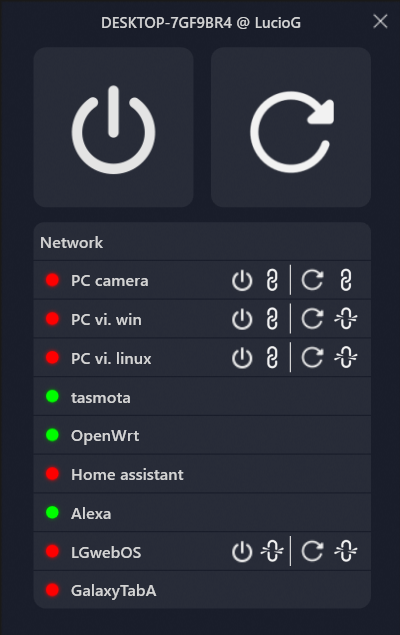 DESKTOP-7GF9BR4 @ LucioG
Network
PC camera
PC vi. win
PC vi. linux
tasmota
OpenWrt
Home assistant
Alexa
LGwebOS
GalaxyTabA